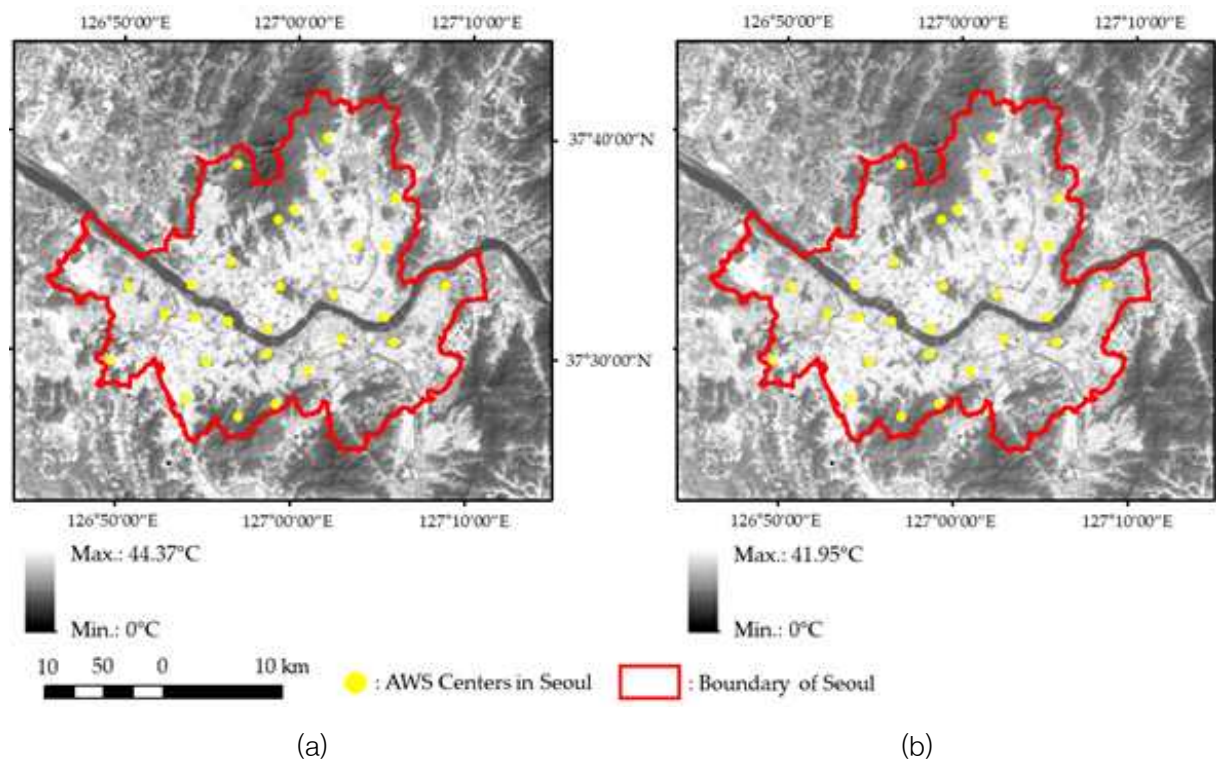 126°50'00"E 127°00'00"E 127°10'00"E 126°50'00"E 127°00'00"E 127°10'00"E
37°40'00"N
37°30'00"N
126°50'00"E 127°00'00"E 127°10'00"E 126°50'00"E 127°00'00"E 127°10'00"E
Max.: 44.37°C Max.: 41.95°C
Min.: 0°C Min.: 0°C
10 50 0 10 km : AWS Centers in Seoul : Boundary of Seoul
(a) (b)